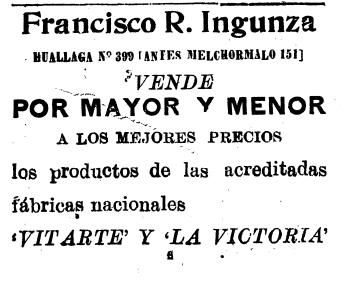 Francisco R. Ingunza
HUALLAGA Nº 399 [ANTES MELCHORMALO 151]
VENDE
POR MAYOR Y MENOR
A LOS MEJORES PRECIOS
los productos de las acreditadas
fábricas nacionales
'VITARTE' Y 'LA VICTORIA'